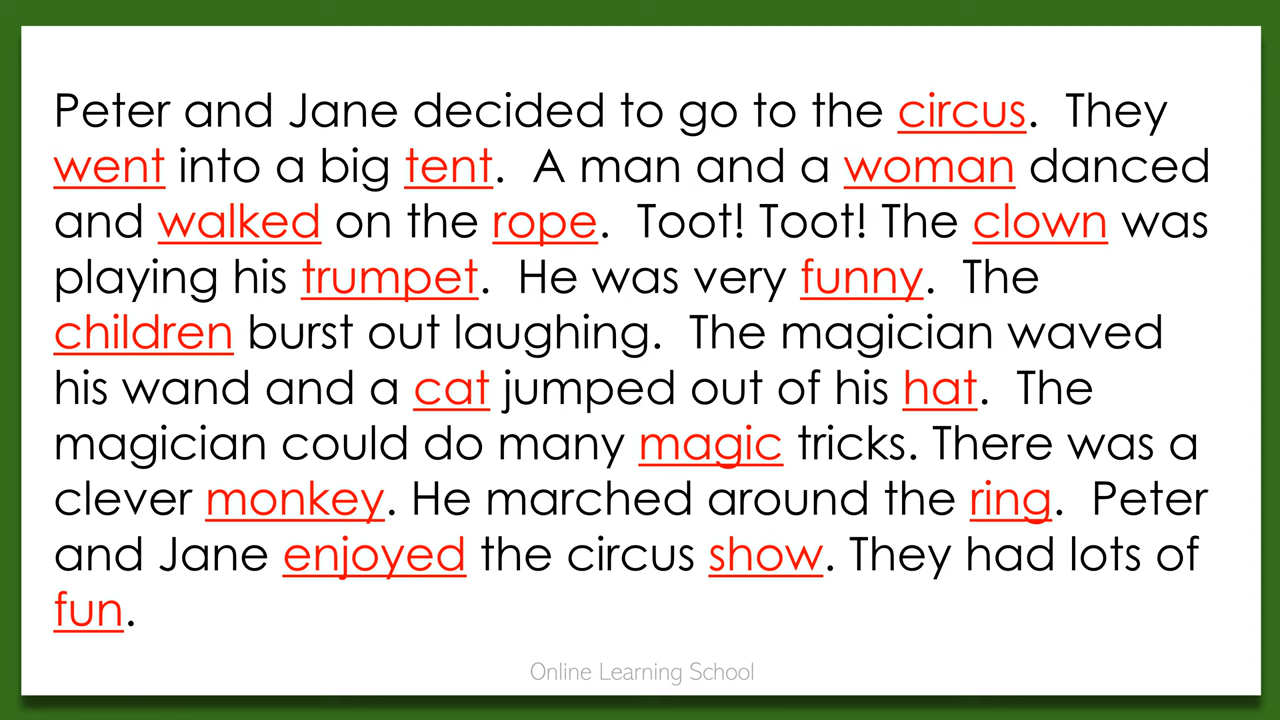 Peter and Jane decided to go to the circus.  They
went into a big tent.  A man and a woman danced
and walked on the rope.  Toot! Toot! The clown was
playing his trumpet.  He was very funny.  The
children burst out laughing.  The magician waved
his wand and a cat jumped out of his hat.  The
magician could do many magic tricks. There was a
clever monkey. He marched around the ring.  Peter
and Jane enjoyed the circus show. They had lots of
fun.
Online Learning School